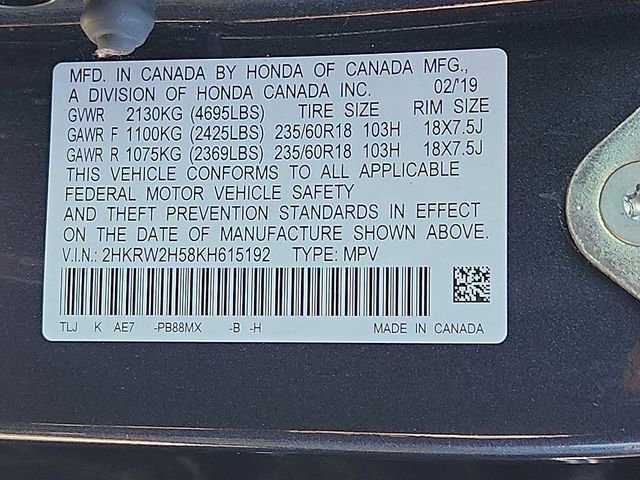 MFD. IN CANADA BY HONDA OF CANADA MFG.,
A DIVISION OF HONDA CANADA INC. 02/'19
GVWR 2130KG (4695LBS) TIRE SIZE RIM SIZE
GAWR F 1100KG (2425LBS) 235/60R18 103H 18X7.5J
GAWR R 1075KG (2369LBS) 235/60R18 103H 18X7.5J
THIS VEHICLE CONFORMS TO ALL APPLICABLE
FEDERAL MOTOR VEHICLE SAFETY
AND THEFT PREVENTION STANDARDS IN EFFECT
ON THE DATE OF MANUFACTURE SHOWN ABOVE.
V.I.N.: 2HKRW2H58KH615192 TYPE: MPV
TLJ K AE7 -PB88MX -B -H MADE IN CANADA